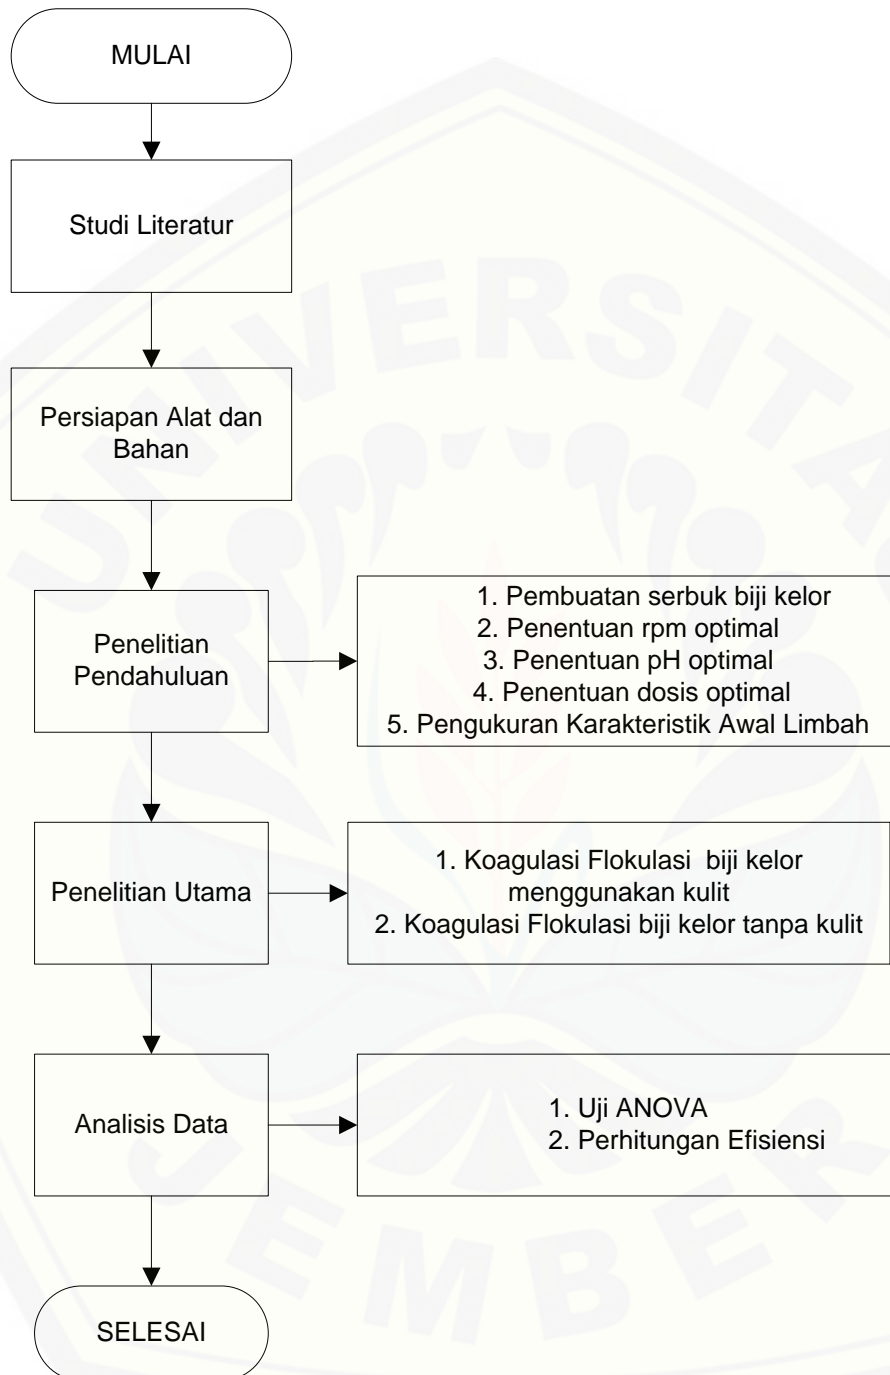 MULAI
Studi Literatur
Persiapan Alat dan
Bahan
Penelitian
Pendahuluan
1. Pembuatan serbuk biji kelor
2. Penentuan rpm optimal
3. Penentuan pH optimal
4. Penentuan dosis optimal
5. Pengukuran Karakteristik Awal Limbah
Penelitian Utama
1. Koagulasi Flokulasi  biji kelor
menggunakan kulit
2. Koagulasi Flokulasi biji kelor tanpa kulit
Analisis Data
1. Uji ANOVA
2. Perhitungan Efisiensi
SELESAI
UNIVERSITA
JEMBER